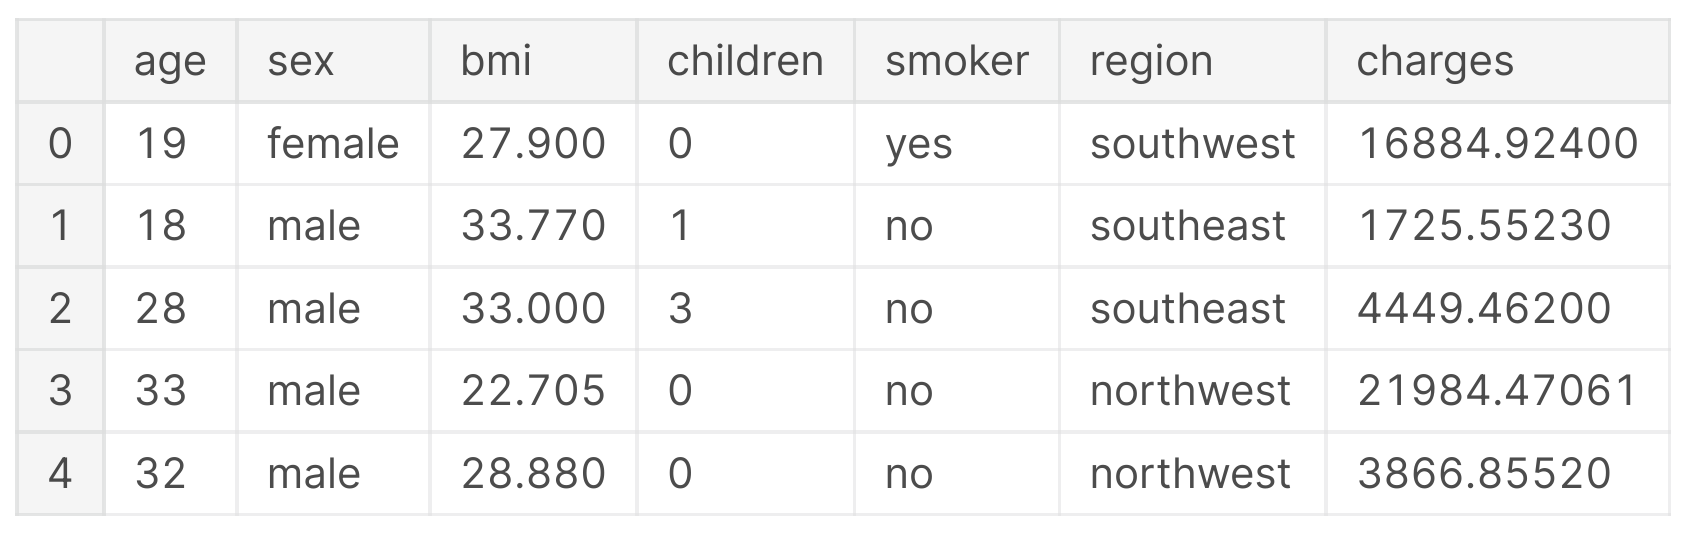 age sex bmi children smoker region charges
0 19 female 27.900 0 yes southwest 16884.92400
1 18 male 33.770 1 no southeast 1725.55230
2 28 male 33.000 3 no southeast 4449.46200
3 33 male 22.705 0 no northwest 21984.47061
4 32 male 28.880 0 no northwest 3866.85520